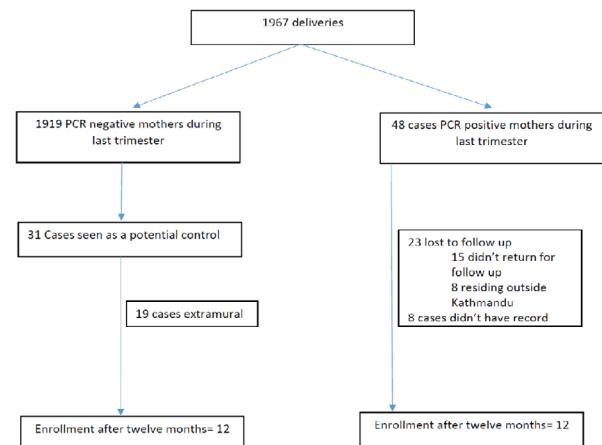 1967 deliveries
1919 PCR negative mothers during
last trimester
48 cases PCR positive mothers during
last trimester
31 Cases seen as a potential control
23 lost to follow up
15 didn't return for
follow up
8 residing outside
Kathmandu
8 cases didn't have record
19 cases extramural
Enrollment after twelve months= 12
Enrollment after twelve months= 12